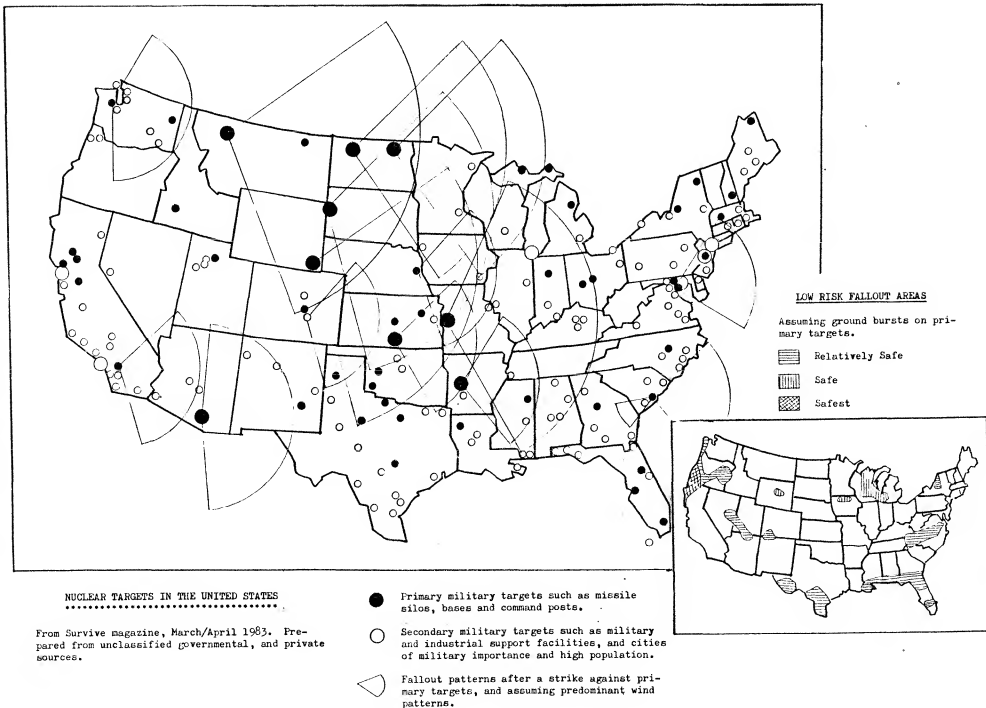 LOW RISK FALLOUT AREAS
Assuming ground bursts on pri-
mary targets.
Relatively Safe
Safe
Safest
NUCLEAR TARGETS IN THE UNITED STATES
From Survive magazine, March/April 1983. Pre-
pared from unclassified governmental, and private
sources.
Primary military targets such as missile
silos, bases and command posts.
Secondary military targets such as military
and industrial support facilities, and cities
of military importance and high population.
Fallout patterns after a strike against pri-
mary targets, and assuming predominant wind
patterns.